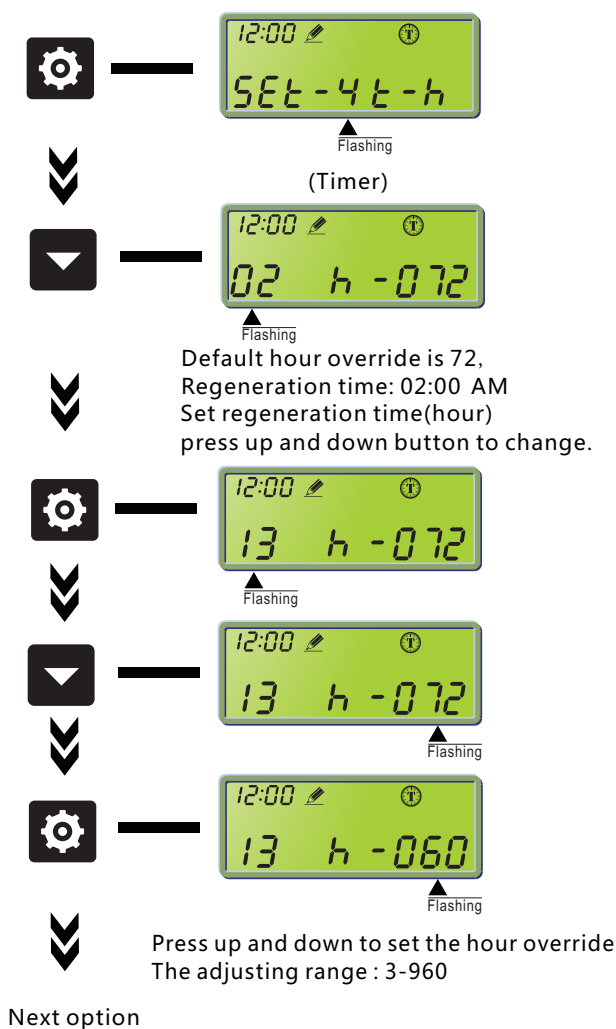 12:00 T
SEt-4t-h
Flashing
(Timer)
12:00 T
02 h-072
Flashing
Default hour override is 72,
Regeneration time: 02:00 AM
Set regeneration time(hour)
press up and down button to change.
12:00 T
13 h-072
Flashing
12:00 T
13 h-072
Flashing
12:00 T
13 h-060
Flashing
Press up and down to set the hour override
The adjusting range : 3-960
Next option